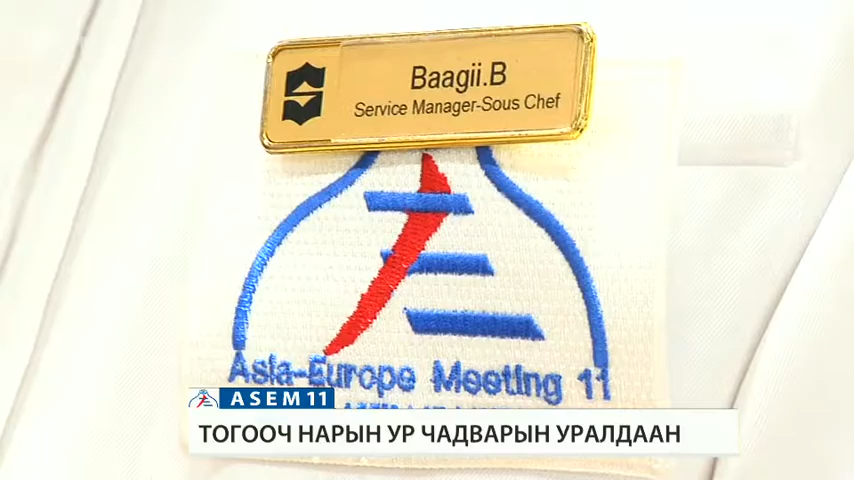 Baagii.B
Service Manager-Sous Chef
Asia-Europe Meeting 11
ASEM 11
ТОГООЧ НАРЫН УР ЧАДВАРЫН УРАЛДААН